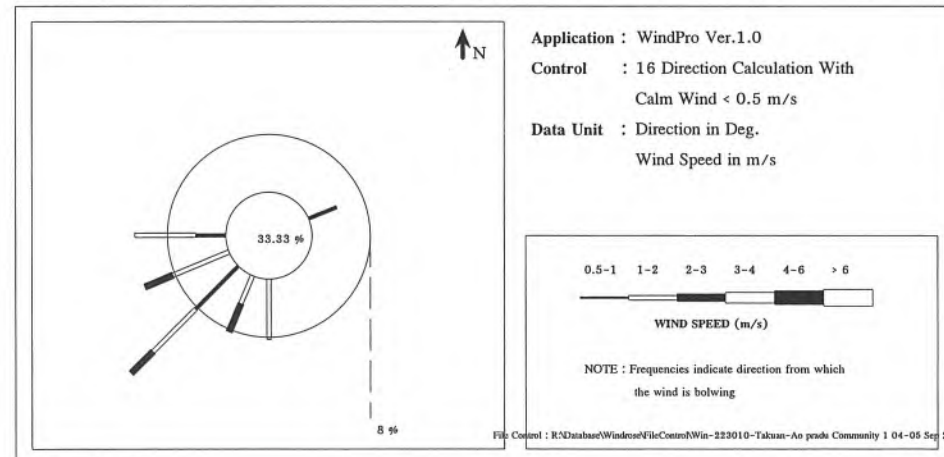 N
33.33 %
8 %
Application : WindPro Ver.1.0
Control : 16 Direction Calculation With
Calm Wind < 0.5 m/s
Data Unit : Direction in Deg.
Wind Speed in m/s
0.5-1 1-2 2-3 3-4 4-6 > 6
WIND SPEED (m/s)
NOTE : Frequencies indicate direction from which
the wind is bolwing
File Control : R:\Database\Windrose\FileControl\Win-223010-Takuan-Ao pradu Community 1 04-05 Sep